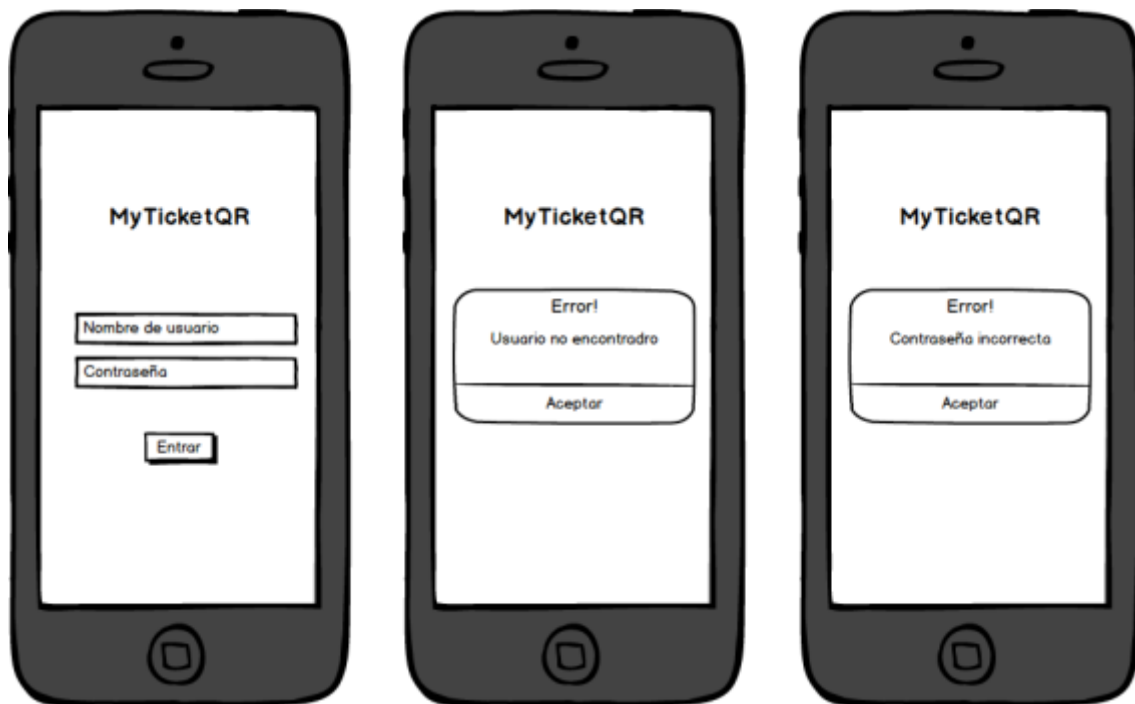 MyTicketQR
Nombre de usuario
Contraseña
Entrar
MyTicketQR
Error!
Usuario no encontradro
Aceptar
MyTicketQR
Error!
Contraseña incorrecta
Aceptar